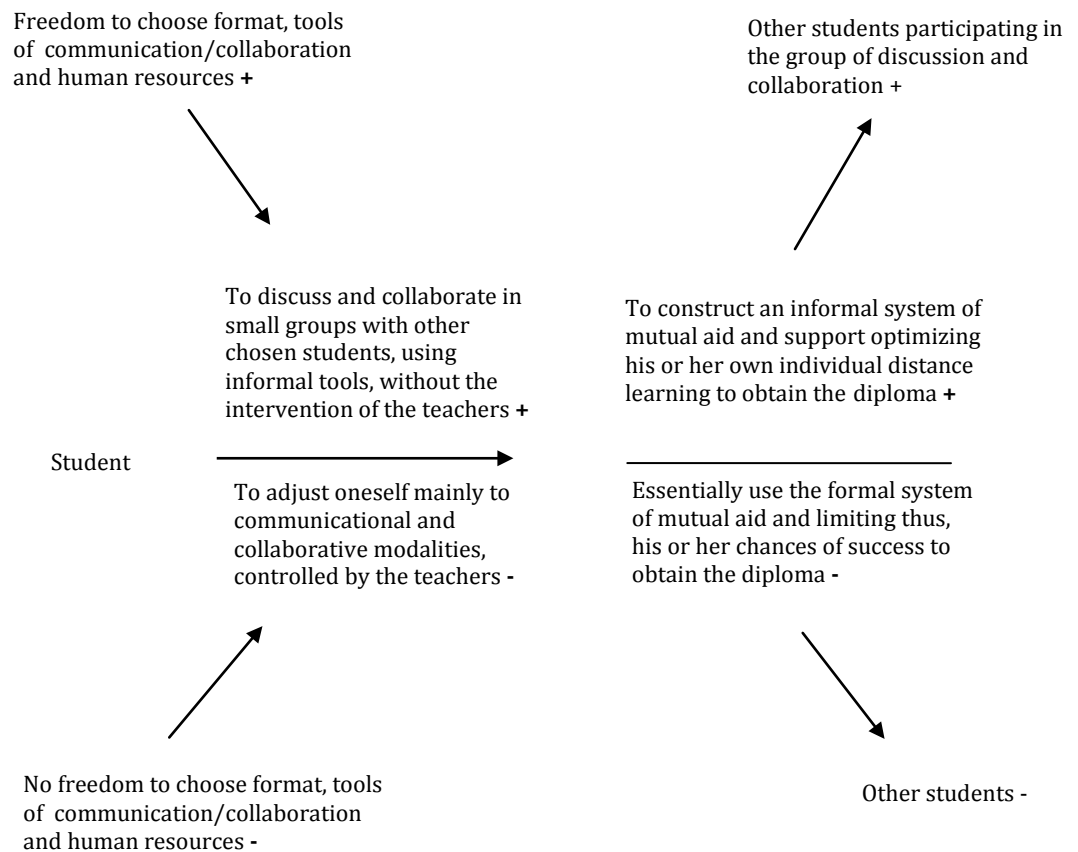 Freedom to choose format, tools
of communication/collaboration
and human resources +
Other students participating in
the group of discussion and
collaboration +
To discuss and collaborate in
small groups with other
chosen students, using
informal tools, without the
intervention of the teachers +
To construct an informal system of
mutual aid and support optimizing
his or her own individual distance
learning to obtain the diploma +
Student
To adjust oneself mainly to
communicational and
collaborative modalities,
controlled by the teachers -
Essentially use the formal system
of mutual aid and limiting thus,
his or her chances of success to
obtain the diploma -
No freedom to choose format, tools
of communication/collaboration
and human resources -
Other students -